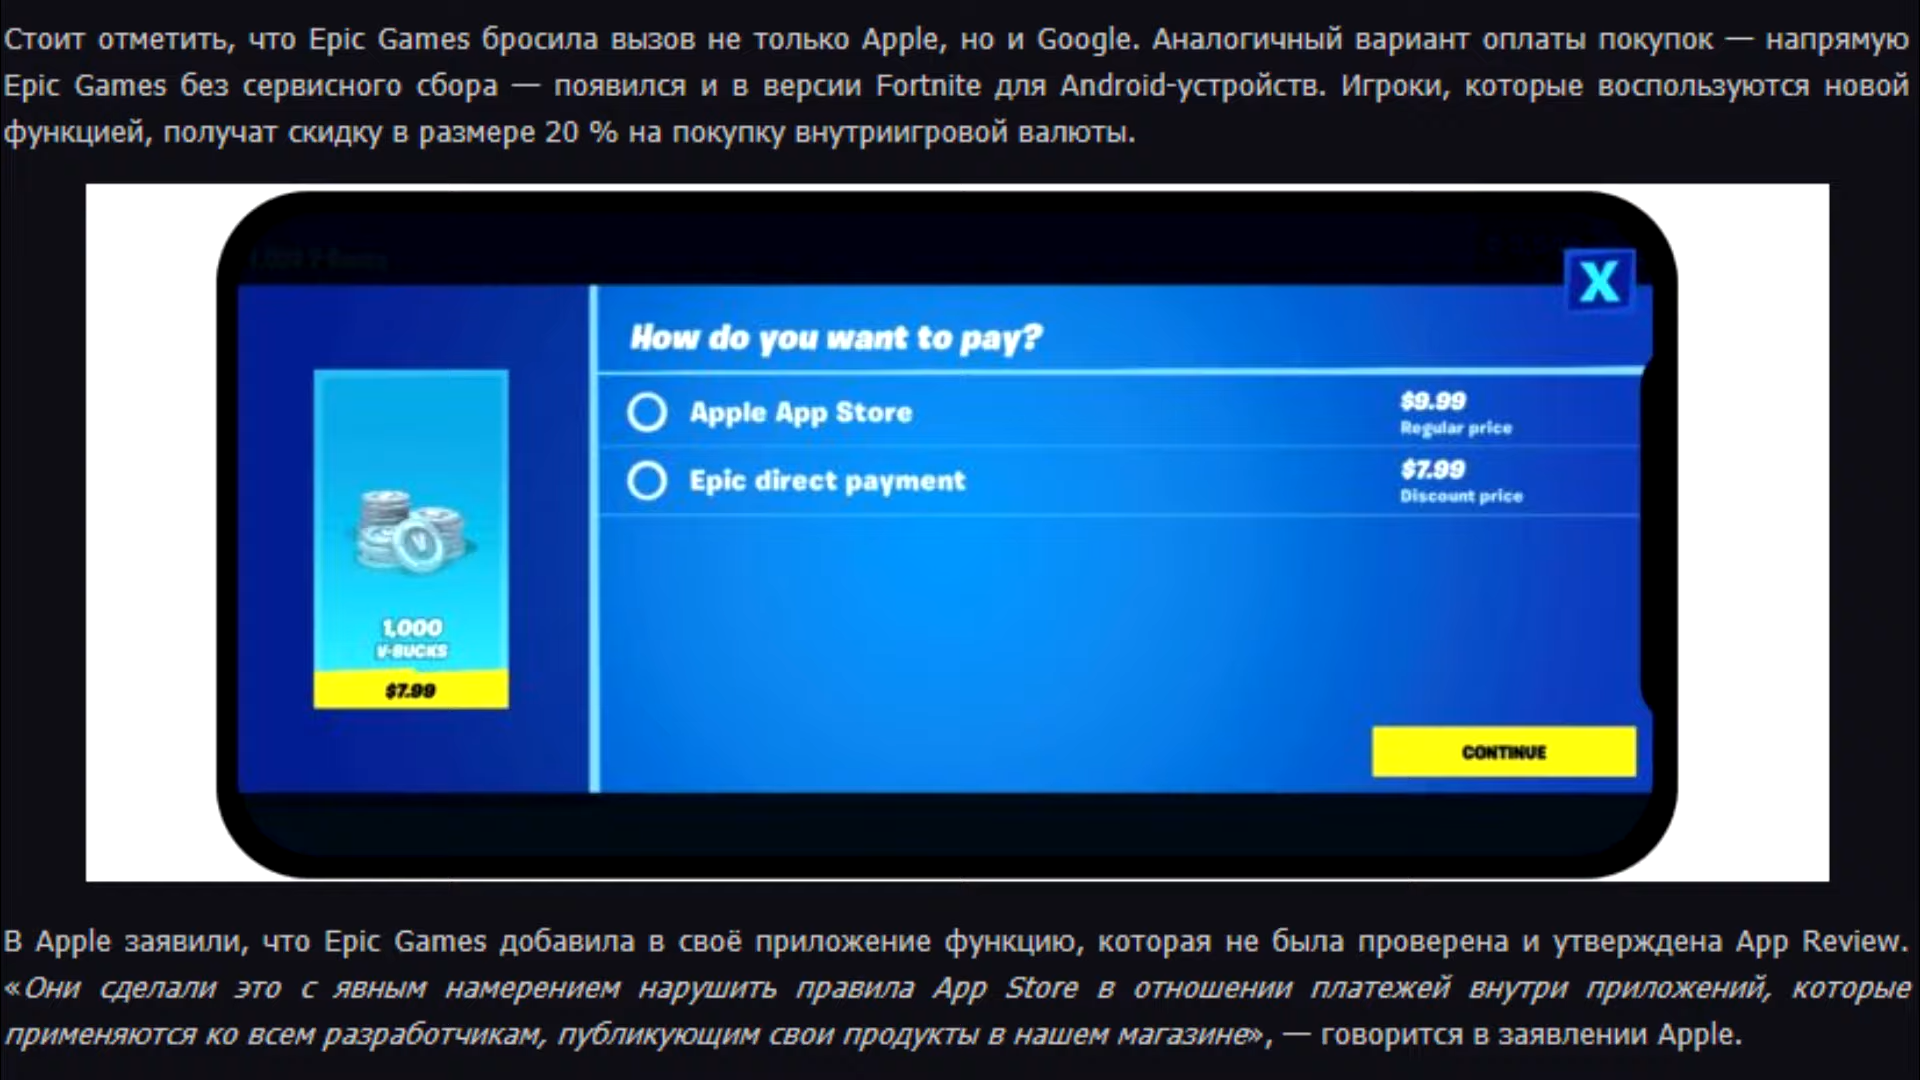 Стоит отметить, что Epic Games бросила вызов не только Apple, но и Google. Аналогичный вариант оплаты покупок — напрямую
Epic Games без сервисного сбора — появился и в версии Fortnite для Android-устройств. Игроки, которые воспользуются новой
функцией, получат скидку в размере 20 % на покупку внутриигровой валюты.
X
How do you want to pay?
Apple App Store
$9.99
Regular price
Epic direct payment
$7.99
Discount price
1,000
V-BUCKS
$7.99
CONTINUE
В Apple заявили, что Epic Games добавила в своё приложение функцию, которая не была проверена и утверждена App Review.
«Они сделали это с явным намерением нарушить правила App Store в отношении платежей внутри приложений, которые
применяются ко всем разработчикам, публикующим свои продукты в нашем магазине», — говорится в заявлении Apple.